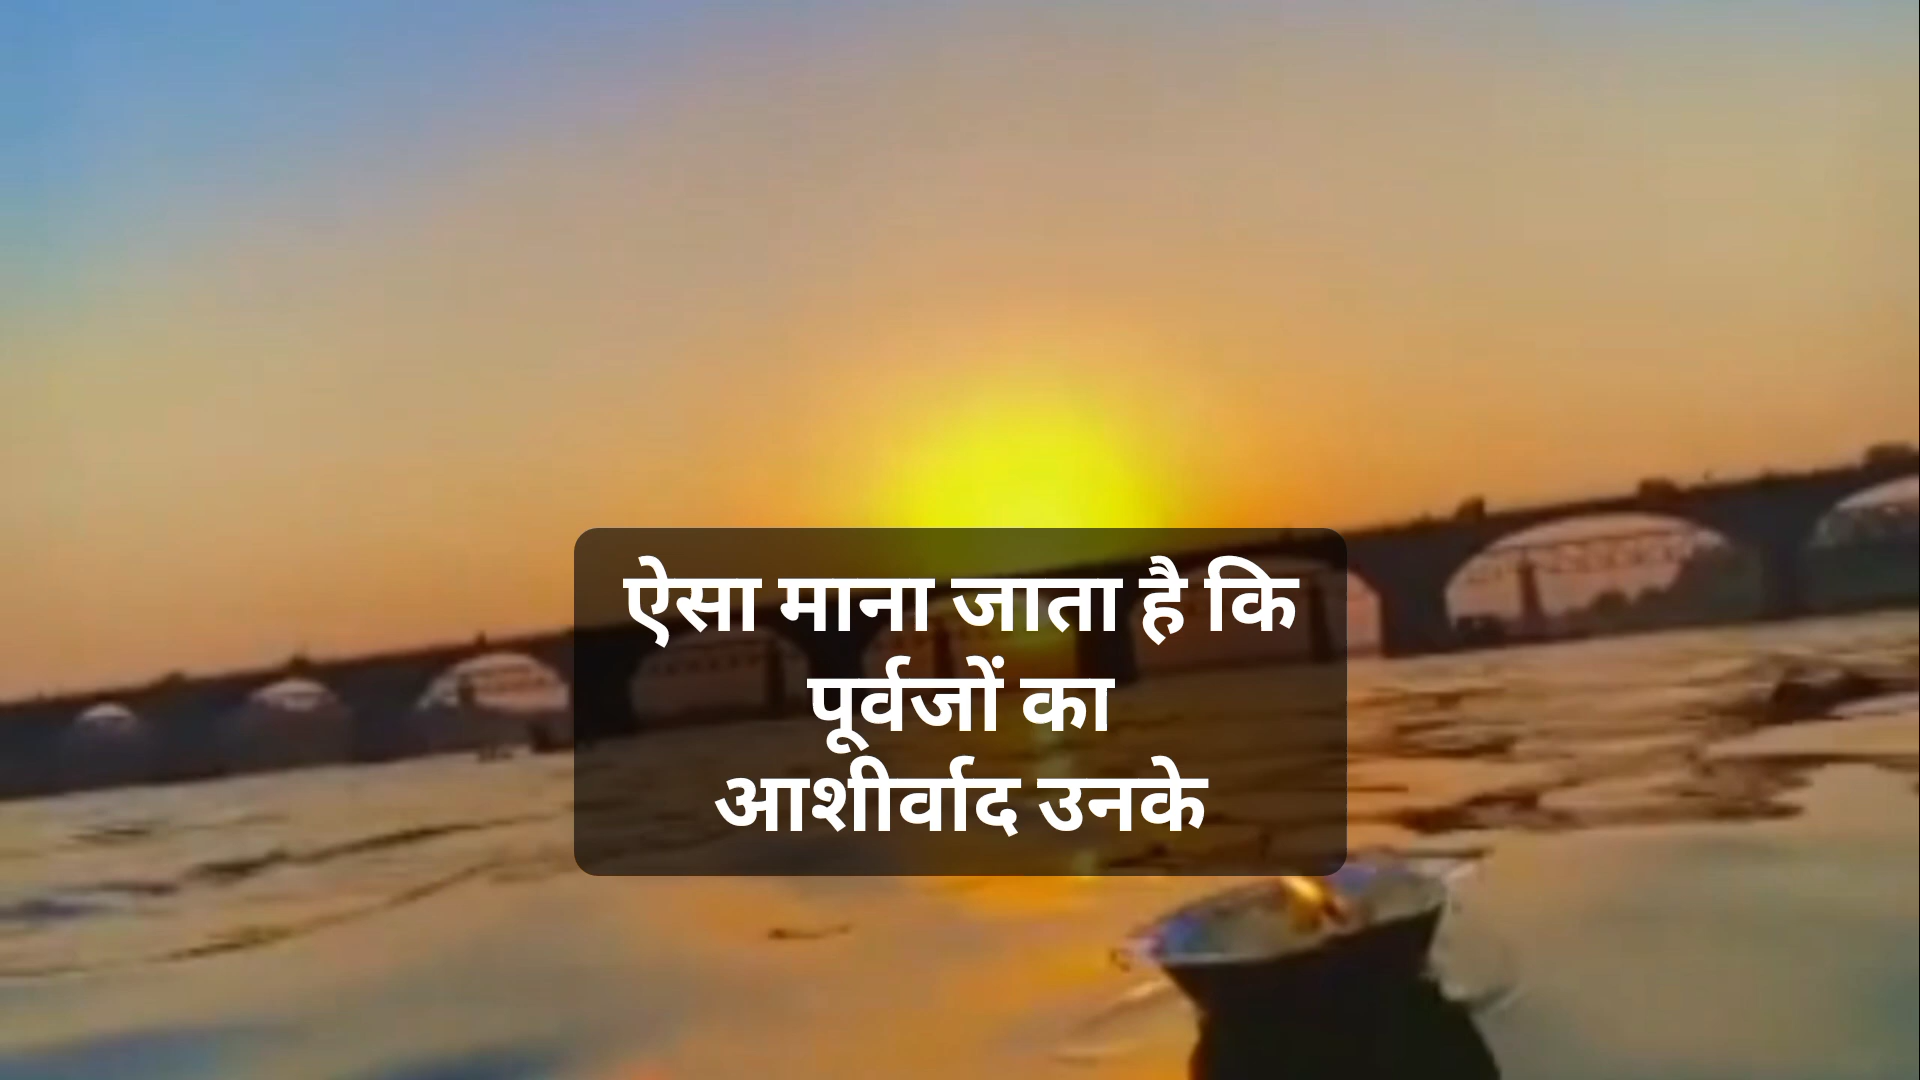 ऐसा माना जाता है कि
पूर्वजों का
आशीर्वाद उनके